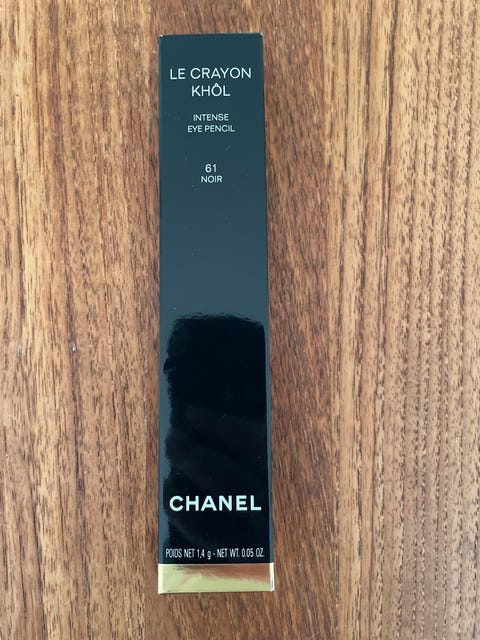 LE CRAYON
KHÔL
INTENSE
EYE PENCIL
61
NOIR
CHANEL
POIDS NET 1,4 g - NET WT. 0.05 OZ.